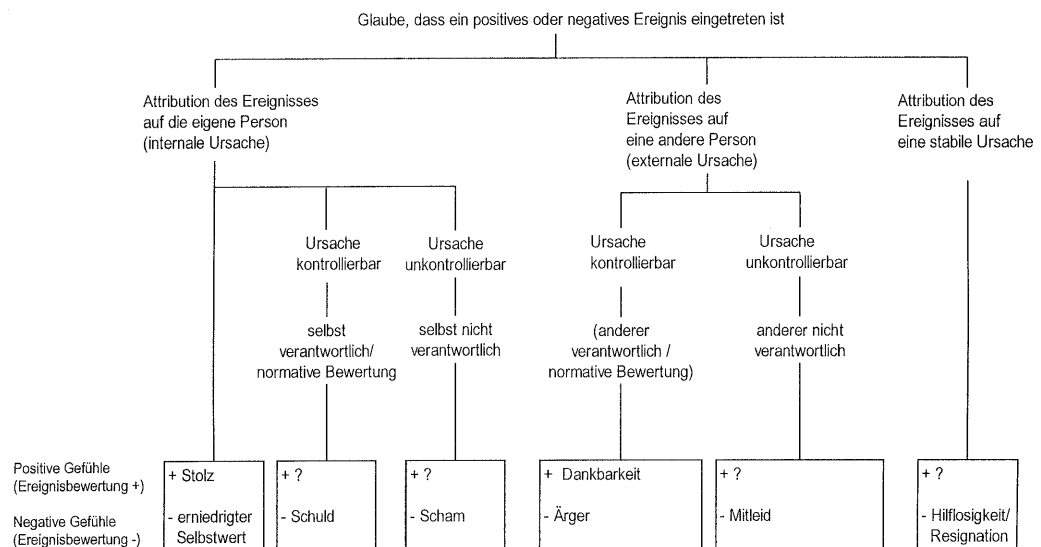 Glaube, dass ein positives oder negatives Ereignis eingetreten ist
Attribution des Ereignisses
auf die eigene Person
(internale Ursache)
Attribution des
Ereignisses auf
eine andere Person
(externale Ursache)
Attribution des
Ereignisses auf
eine stabile Ursache
Ursache
kontrollierbar
Ursache
unkontrollierbar
Ursache
kontrollierbar
Ursache
unkontrollierbar
selbst
verantwortlich/
normative Bewertung
selbst nicht
verantwortlich
(anderer
verantwortlich /
normative Bewertung)
anderer nicht
verantwortlich
Positive Gefühle
(Ereignisbewertung +)
+ Stolz
+ ?
+ ?
+ Dankbarkeit
+ ?
+ ?
Negative Gefühle
(Ereignisbewertung -)
- erniedrigter
Selbstwert
- Schuld
- Scham
- Ärger
- Mitleid
- Hilflosigkeit/
Resignation